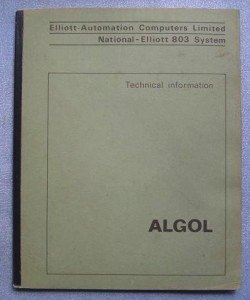 Elliott-Automation Computers Limited
National-Elliott 803 System
Technical information
ALGOL